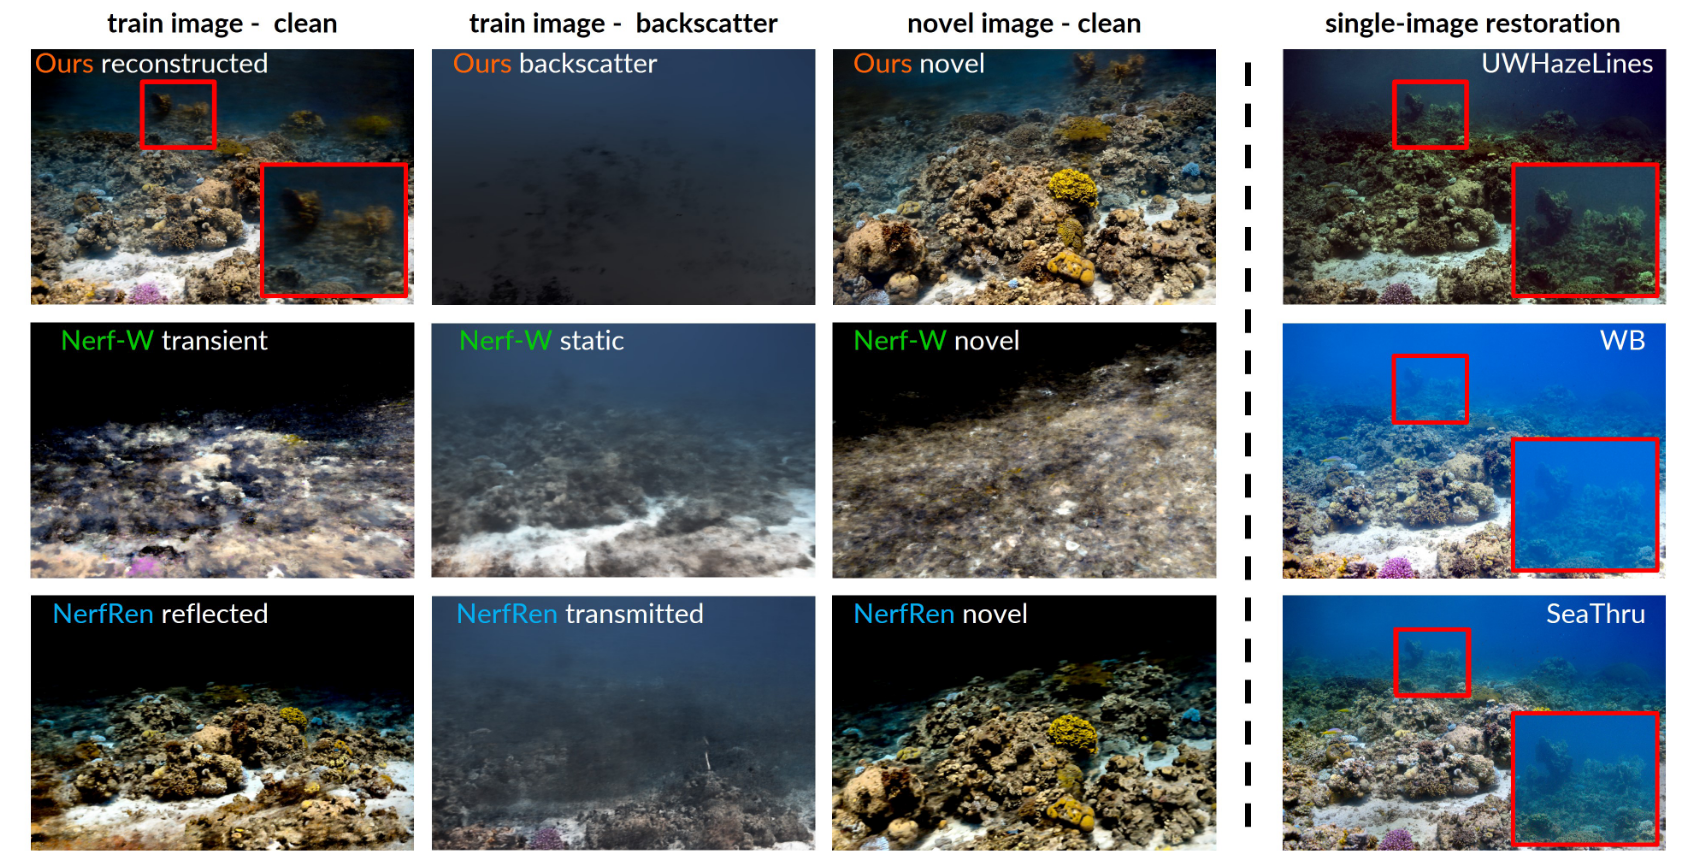 train image -  clean
train image -  backscatter
novel image - clean
single-image restoration
Ours reconstructed
Ours backscatter
Ours novel
UWHazeLines
Nerf-W transient
Nerf-W static
Nerf-W novel
WB
NerfRen reflected
NerfRen transmitted
NerfRen novel
SeaThru